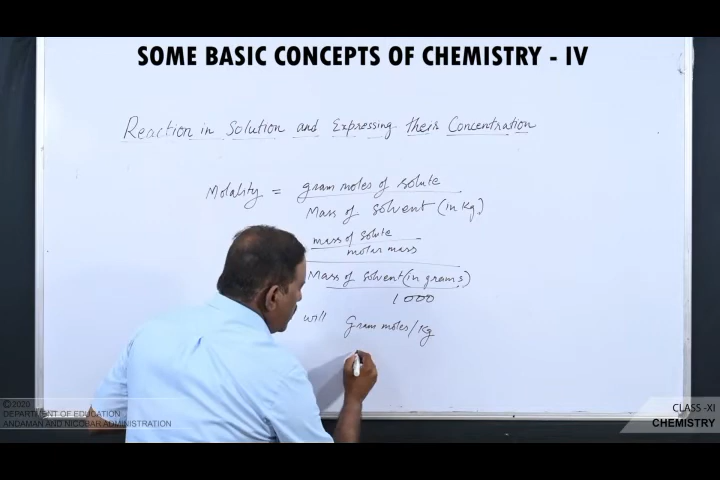 SOME BASIC CONCEPTS OF CHEMISTRY - IV
Reaction in Solution and Expressing their Concentration
Molality = gram moles of solute
Mass of solvent (in Kg)
mass of solute
molar mass
Mass of solvent (in grams)
1000
will Gram moles/Kg
©2020
DEPARTMENT OF EDUCATION
ANDAMAN AND NICOBAR ADMINISTRATION
CLASS -XI
CHEMISTRY